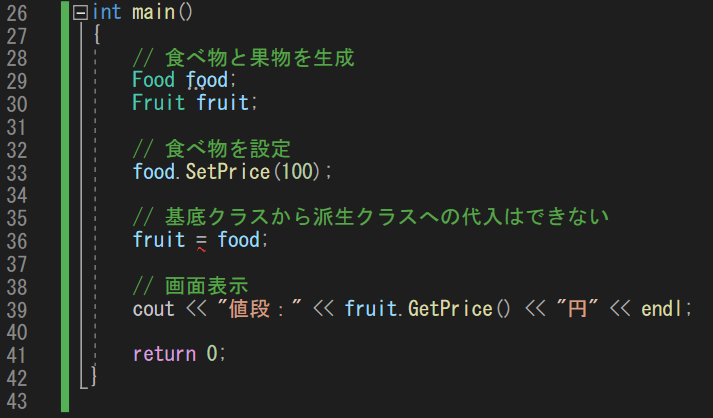 26 int main()
27 {
28 // 食べ物と果物を生成
29 Food food;
30 Fruit fruit;
31
32 // 食べ物を設定
33 food.SetPrice(100);
34
35 // 基底クラスから派生クラスへの代入はできない
36 fruit = food;
37
38 // 画面表示
39 cout << "値段：" << fruit.GetPrice() << "円" << endl;
40
41 return 0;
42 }
43